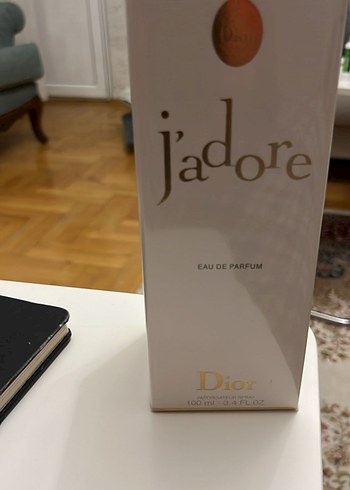 Dior
j'adore
EAU DE PARFUM
Dior
100 ml - 3.4 FL.OZ